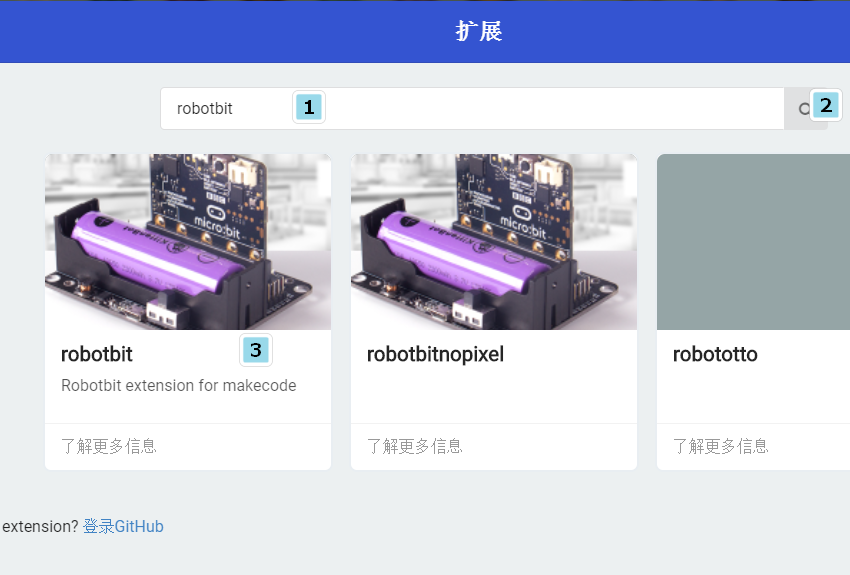 扩展
robotbit
1
2
micro:bit
micro:bit
robotbit
3
robotbitnopixel
robototto
Robotbit extension for makecode
了解更多信息
了解更多信息
了解更多信息
extension? 登录GitHub